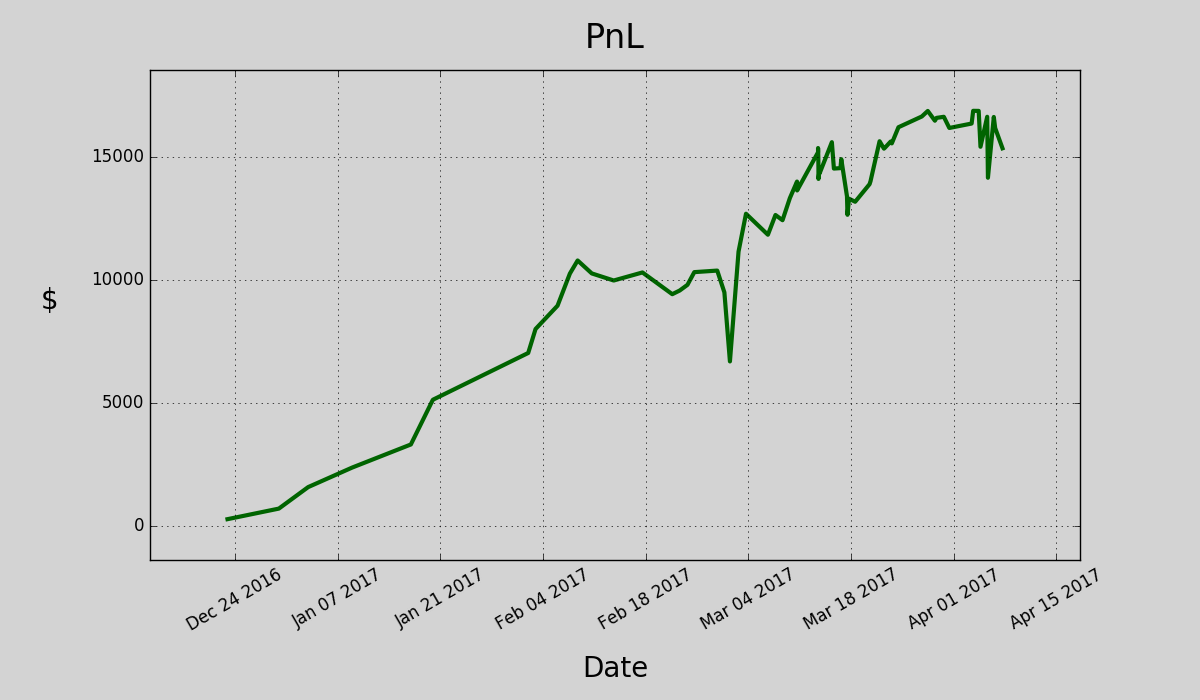 PnL
15000
10000
$
5000
0
Dec 24 2016
Jan 07 2017
Jan 21 2017
Feb 04 2017
Feb 18 2017
Mar 04 2017
Mar 18 2017
Apr 01 2017
Apr 15 2017
Date